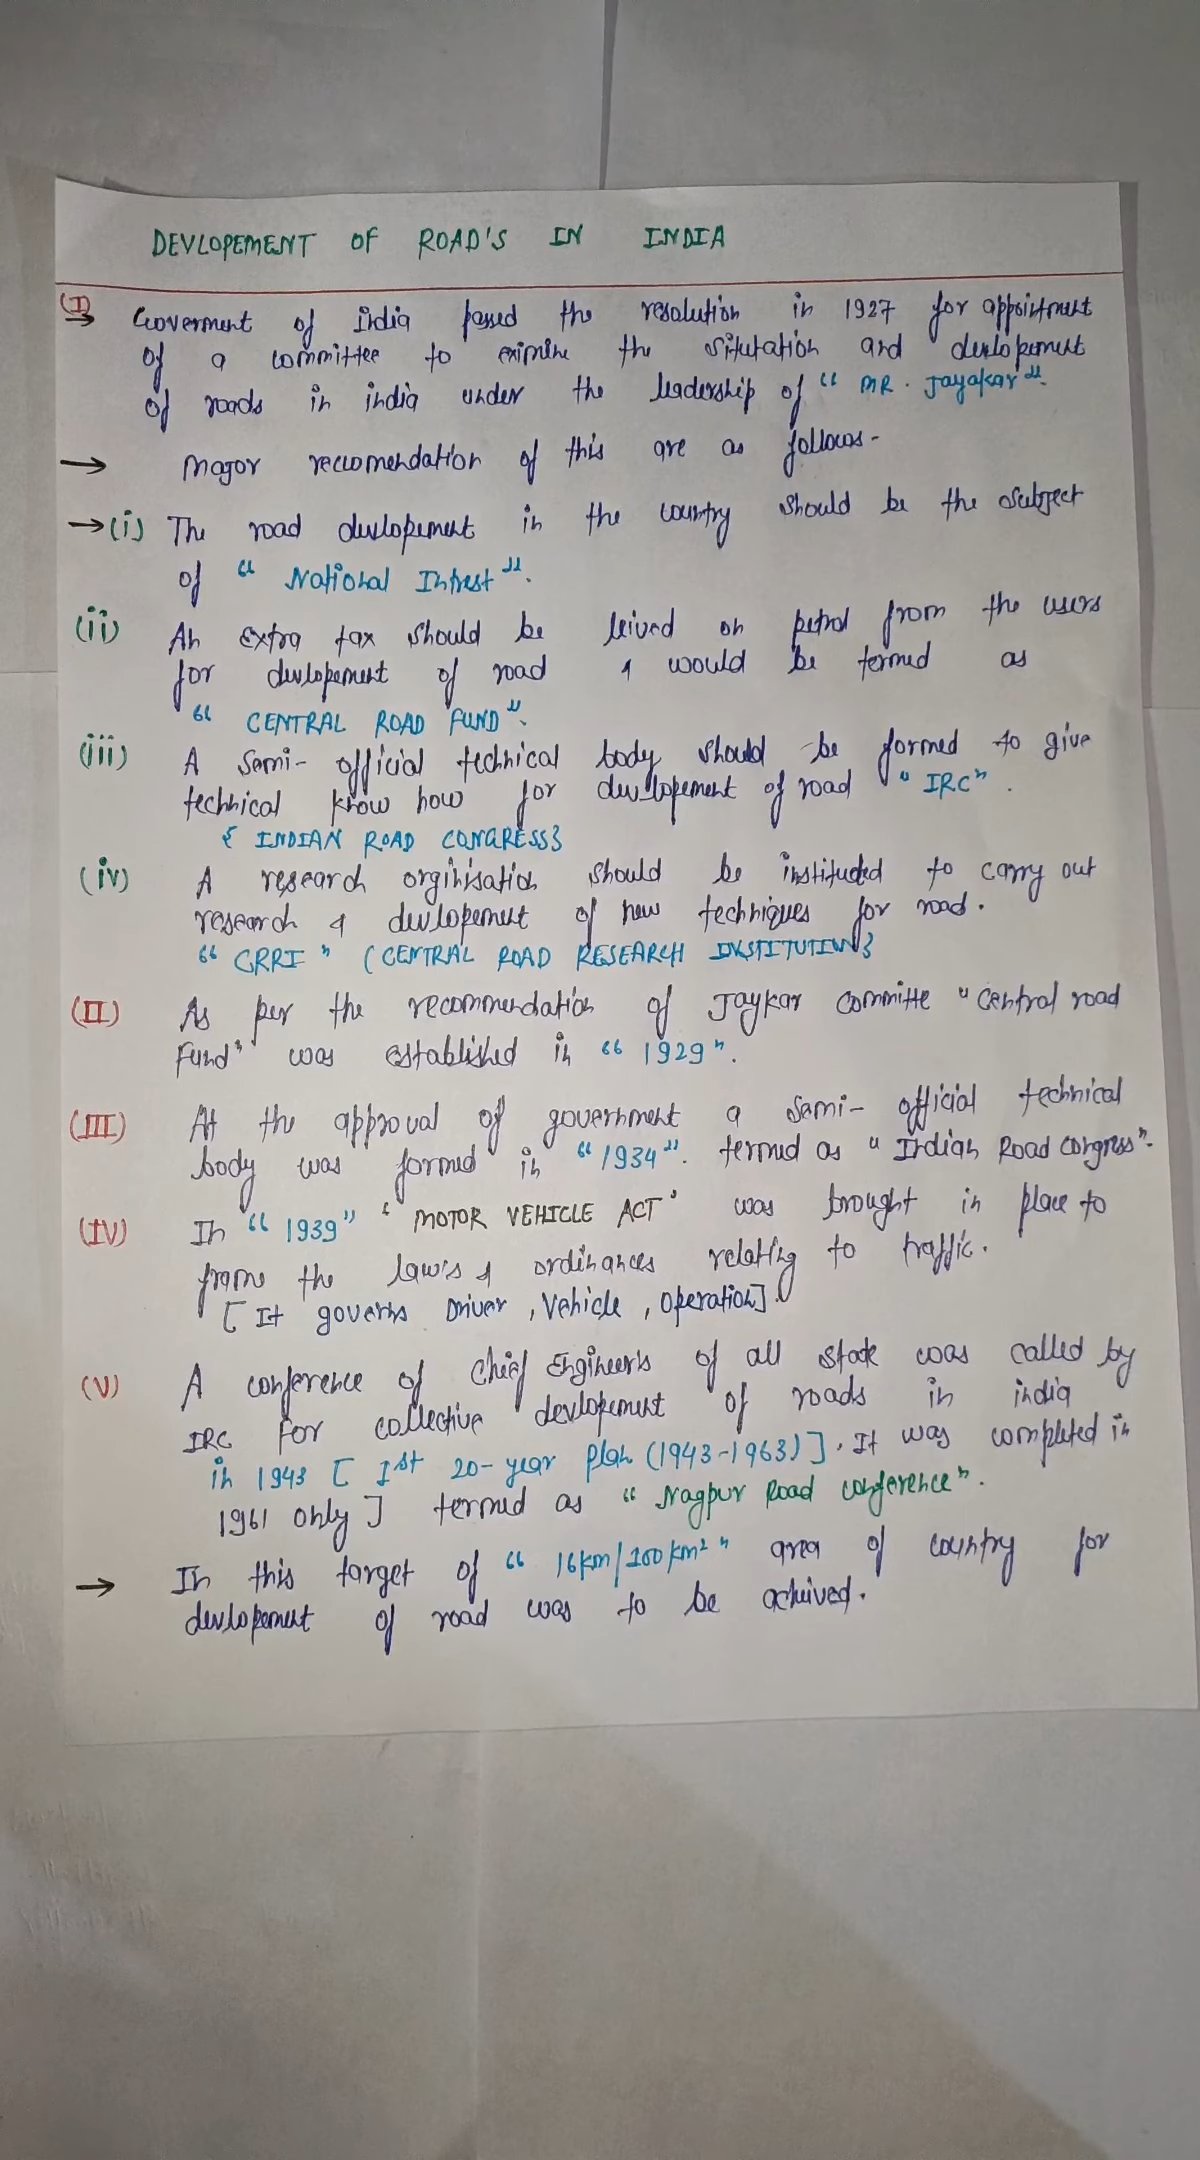 DEVLOPEMENT OF ROAD'S IN INDIA
(I) → Goverment of India passed the resolution in 1927 for appointment
of a committee to eximine the situtation and devlopement
of roads in india under the leadership of "MR. Jayakar".
→ Major reccomendation of this are as follows-
→ (i) The road devlopement in the country should be the subject
of "National Intrest".
(ii) An extra tax should be leived on petrol from the users
for devlopement of road & would be termed as
"CENTRAL ROAD FUND".
(iii) A semi-official technical body should be formed to give
technical know how for devlopement of road "IRC".
{ INDIAN ROAD CONGRESS}
(iv) A research orginisation should be instituded to carry out
research & devlopement of new techniques for road.
"CRRI" (CENTRAL ROAD RESEARCH INSTITUTION}
(II) As per the recommendation of Jaykar committe "Central road
Fund" was established in "1929".
(III) At the approval of government a semi-official technical
body was formed in "1934". termed as "Indian Road congress".
(IV) In "1939" 'MOTOR VEHICLE ACT' was brought in place to
frame the law's & ordinances relating to traffic.
[It governs Driver, Vehicle, operation].
(V) A conference of Chief Engineers of all state was called by
IRC For collective devlopement of roads in india
in 1943 [Ist 20-year plan (1943-1963)]. It was completed in
1961 only] termed as "Nagpur Road conference".
→ In this target of "16km/100km²" area of country for
devlopement of road was to be achived.